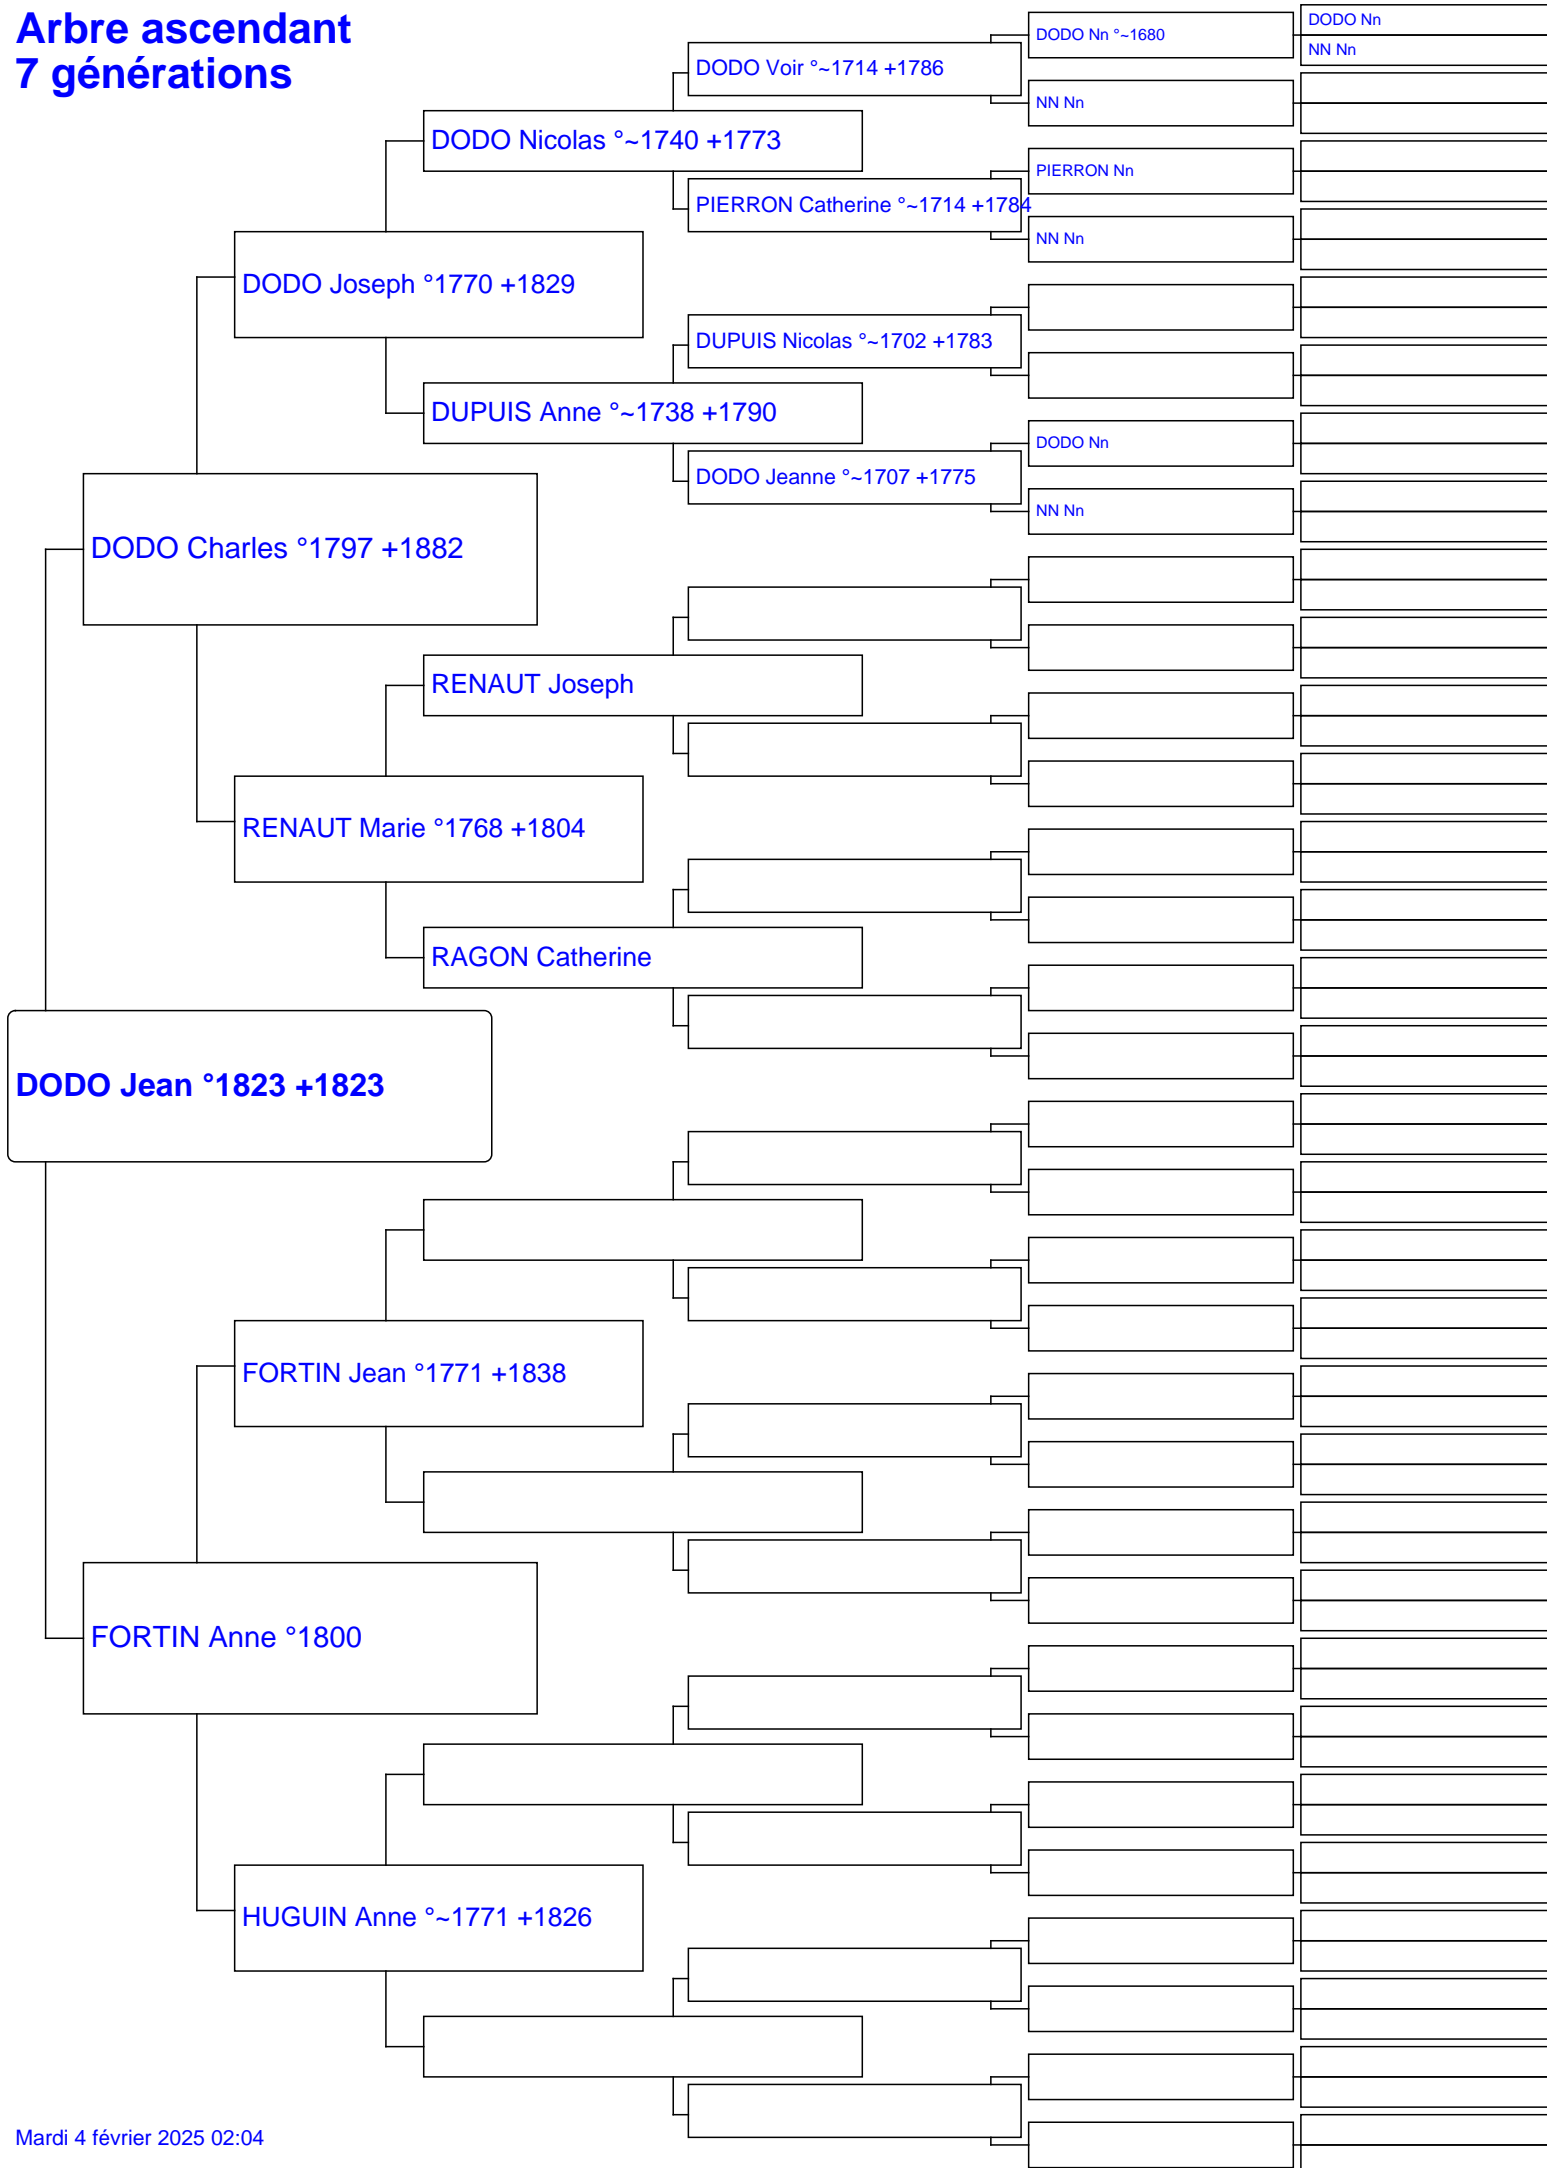 Arbre ascendant
7 générations
DODO Nn
NN Nn
DODO Nn °~1680
DODO Voir °~1714 +1786
NN Nn
DODO Nicolas °~1740 +1773
PIERRON Nn
PIERRON Catherine °~1714 +1784
NN Nn
DODO Joseph °1770 +1829
DUPUIS Nicolas °~1702 +1783
DUPUIS Anne °~1738 +1790
DODO Nn
DODO Jeanne °~1707 +1775
NN Nn
DODO Charles °1797 +1882
RENAUT Joseph
RENAUT Marie °1768 +1804
RAGON Catherine
DODO Jean °1823 +1823
FORTIN Jean °1771 +1838
FORTIN Anne °1800
HUGUIN Anne °~1771 +1826
Mardi 4 février 2025 02:04